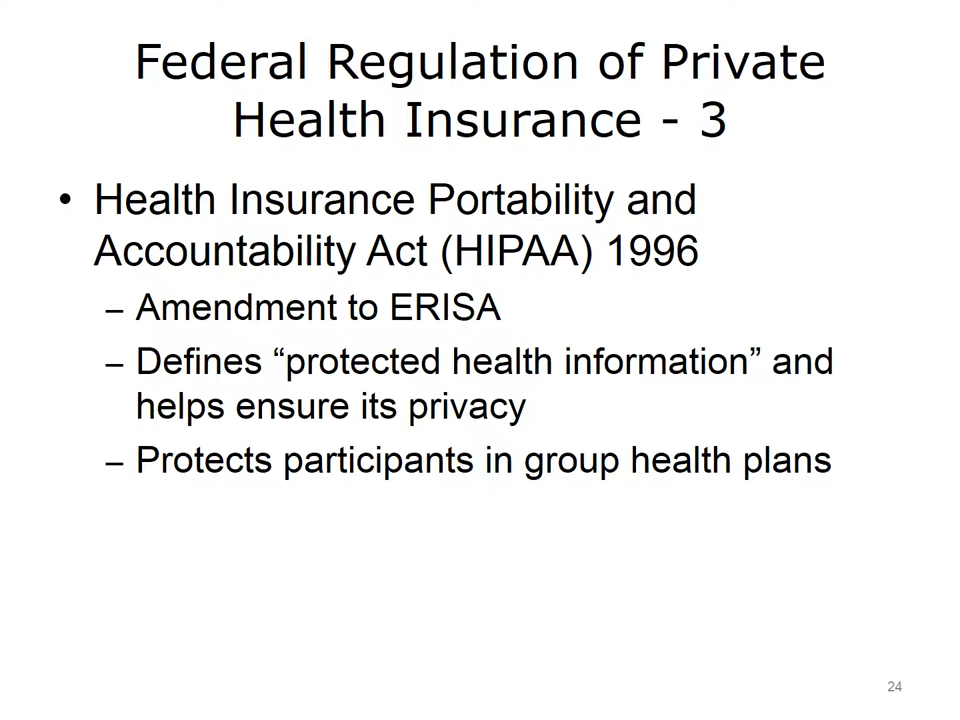 Federal Regulation of Private
Health Insurance - 3
• Health Insurance Portability and
Accountability Act (HIPAA) 1996
– Amendment to ERISA
– Defines “protected health information” and
helps ensure its privacy
– Protects participants in group health plans
24